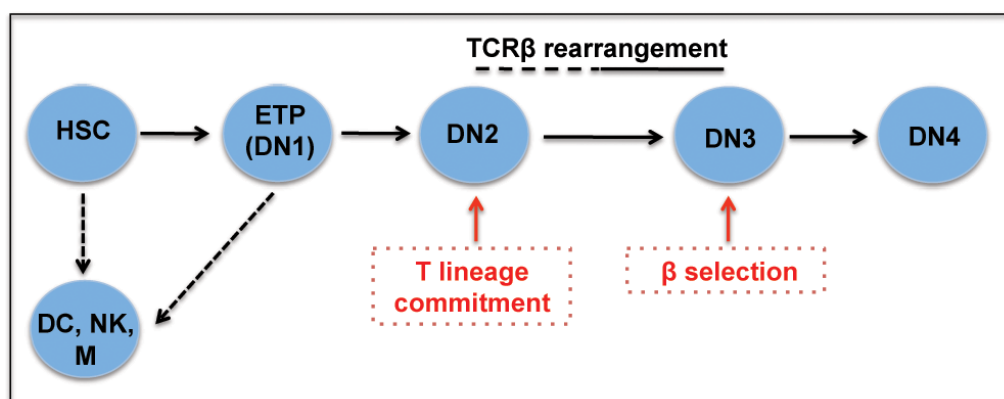 TCRβ rearrangement
HSC
ETP
(DN1)
DN2
DN3
DN4
T lineage
commitment
β selection
DC, NK,
M